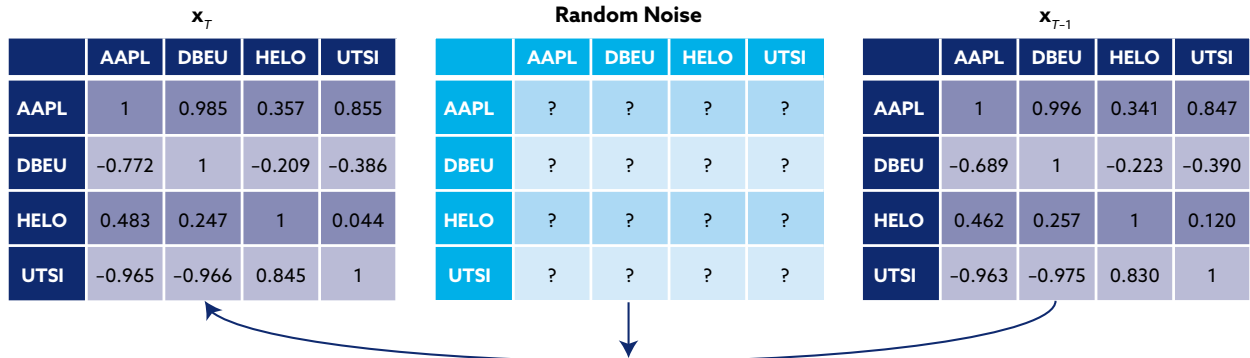 x_T Random Noise x_{T-1}
AAPL DBEU HELO UTSI
AAPL 1 0.985 0.357 0.855
DBEU –0.772 1 –0.209 –0.386
HELO 0.483 0.247 1 0.044
UTSI –0.965 –0.966 0.845 1
AAPL DBEU HELO UTSI
AAPL ? ? ? ?
DBEU ? ? ? ?
HELO ? ? ? ?
UTSI ? ? ? ?
AAPL DBEU HELO UTSI
AAPL 1 0.996 0.341 0.847
DBEU –0.689 1 –0.223 –0.390
HELO 0.462 0.257 1 0.120
UTSI –0.963 –0.975 0.830 1